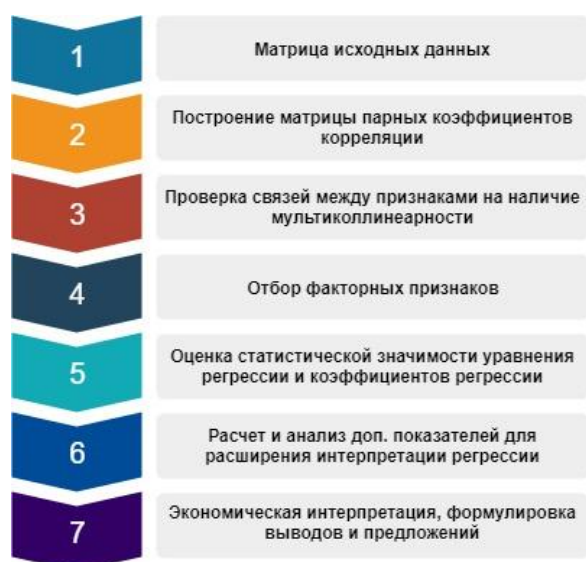 1
Матрица исходных данных
2
Построение матрицы парных коэффициентов
корреляции
3
Проверка связей между признаками на наличие
мультиколлинеарности
4
Отбор факторных признаков
5
Оценка статистической значимости уравнения
регрессии и коэффициентов регрессии
6
Расчет и анализ доп. показателей для
расширения интерпретации регрессии
7
Экономическая интерпретация, формулировка
выводов и предложений